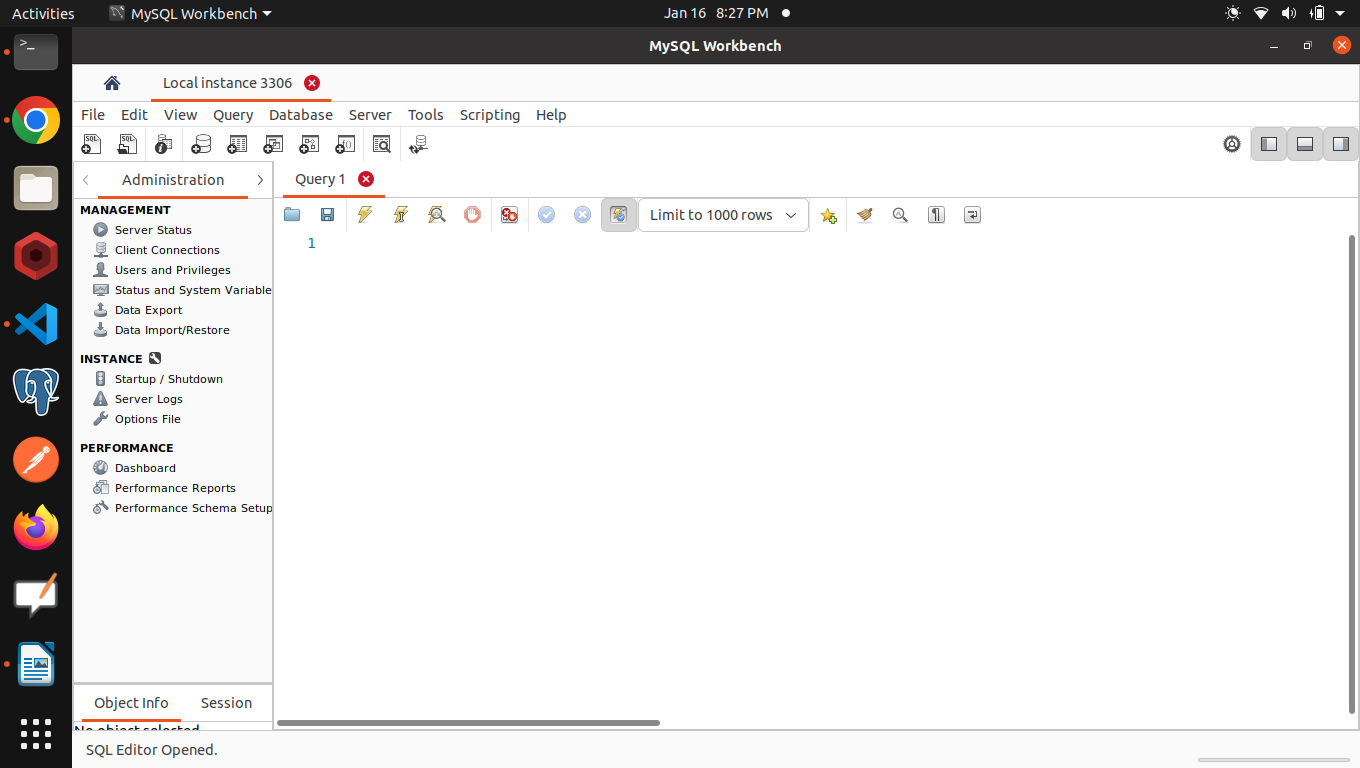 Activities
MySQL Workbench
Jan 16 8:27 PM
MySQL Workbench
Local instance 3306
File Edit View Query Database Server Tools Scripting Help
Administration
MANAGEMENT
Server Status
Client Connections
Users and Privileges
Status and System Variable
Data Export
Data Import/Restore
INSTANCE
Startup / Shutdown
Server Logs
Options File
PERFORMANCE
Dashboard
Performance Reports
Performance Schema Setup
Object Info Session
No object selected
Query 1
Limit to 1000 rows
1
SQL Editor Opened.